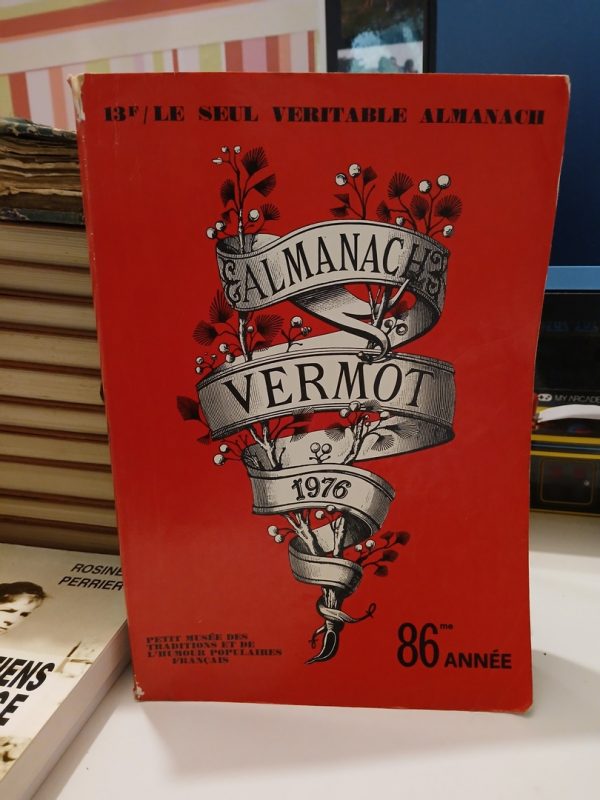 13F/LE SEUL VERITABLE ALMANACH
ALMANACH
VERMOT
1976
PETIT MUSÉE DES
TRADITIONS ET DE
L'HUMOUR POPULAIRES
FRANÇAIS
86me ANNÉE
ROSINE
PERRIER
MY ARCADE